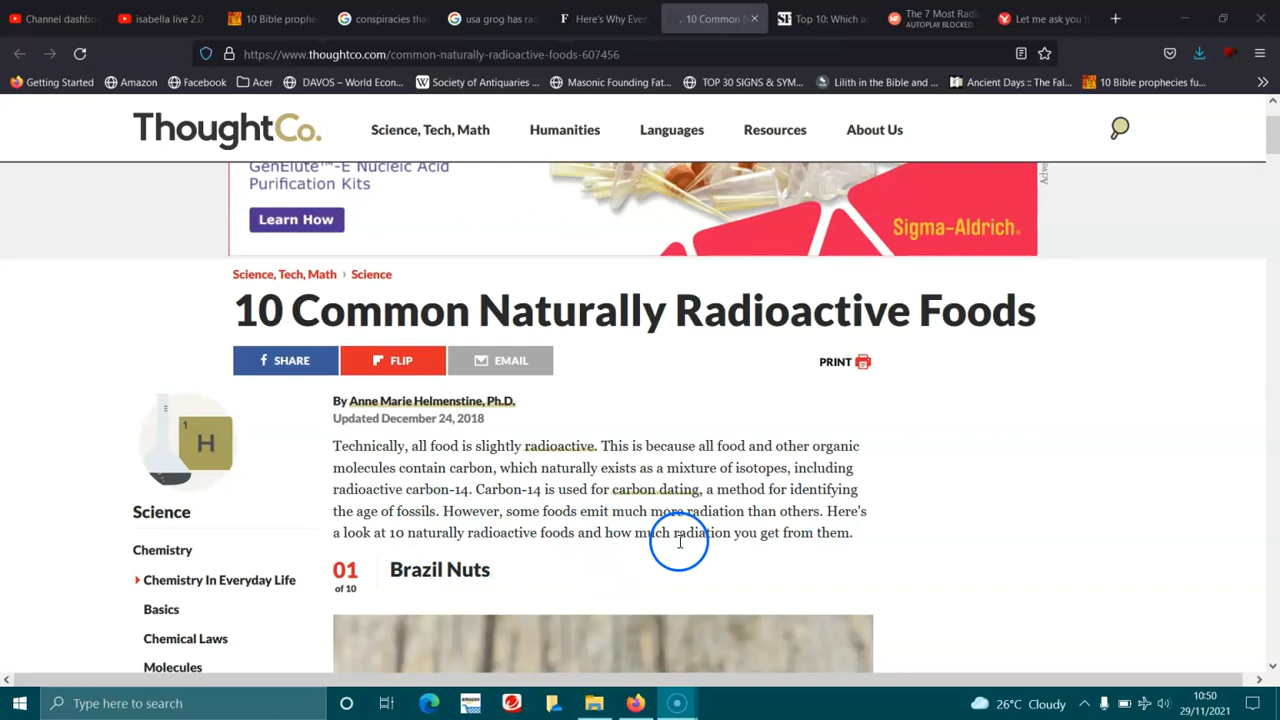 Channel dashbo
isabella live 2.0
10 Bible prophe
conspiracies tha
usa grog has rad
Here's Why Eve
10 Common N
Top 10: Which a
The 7 Most Radi
AUTOPLAY BLOCKED
Let me ask you t
https://www.thoughtco.com/common-naturally-radioactive-foods-607456
Getting Started
Amazon
Facebook
Acer
DAVOS – World Econ...
Society of Antiquaries ...
Masonic Founding Fat...
TOP 30 SIGNS & SYM...
Lilith in the Bible and ...
Ancient Days :: The Fal...
10 Bible prophecies fu...
ThoughtCo.
Science, Tech, Math
Humanities
Languages
Resources
About Us
GenElute™-E Nucleic Acid
Purification Kits
Learn How
Sigma-Aldrich®
Science, Tech, Math › Science
10 Common Naturally Radioactive Foods
SHARE
FLIP
EMAIL
PRINT
By Anne Marie Helmenstine, Ph.D.
Updated December 24, 2018
1
H
Technically, all food is slightly radioactive. This is because all food and other organic
molecules contain carbon, which naturally exists as a mixture of isotopes, including
radioactive carbon-14. Carbon-14 is used for carbon dating, a method for identifying
the age of fossils. However, some foods emit much more radiation than others. Here's
a look at 10 naturally radioactive foods and how much radiation you get from them.
Science
Chemistry
Chemistry In Everyday Life
Basics
Chemical Laws
Molecules
01
of 10
Brazil Nuts
Type here to search
amazon
26°C Cloudy
10:50
29/11/2021